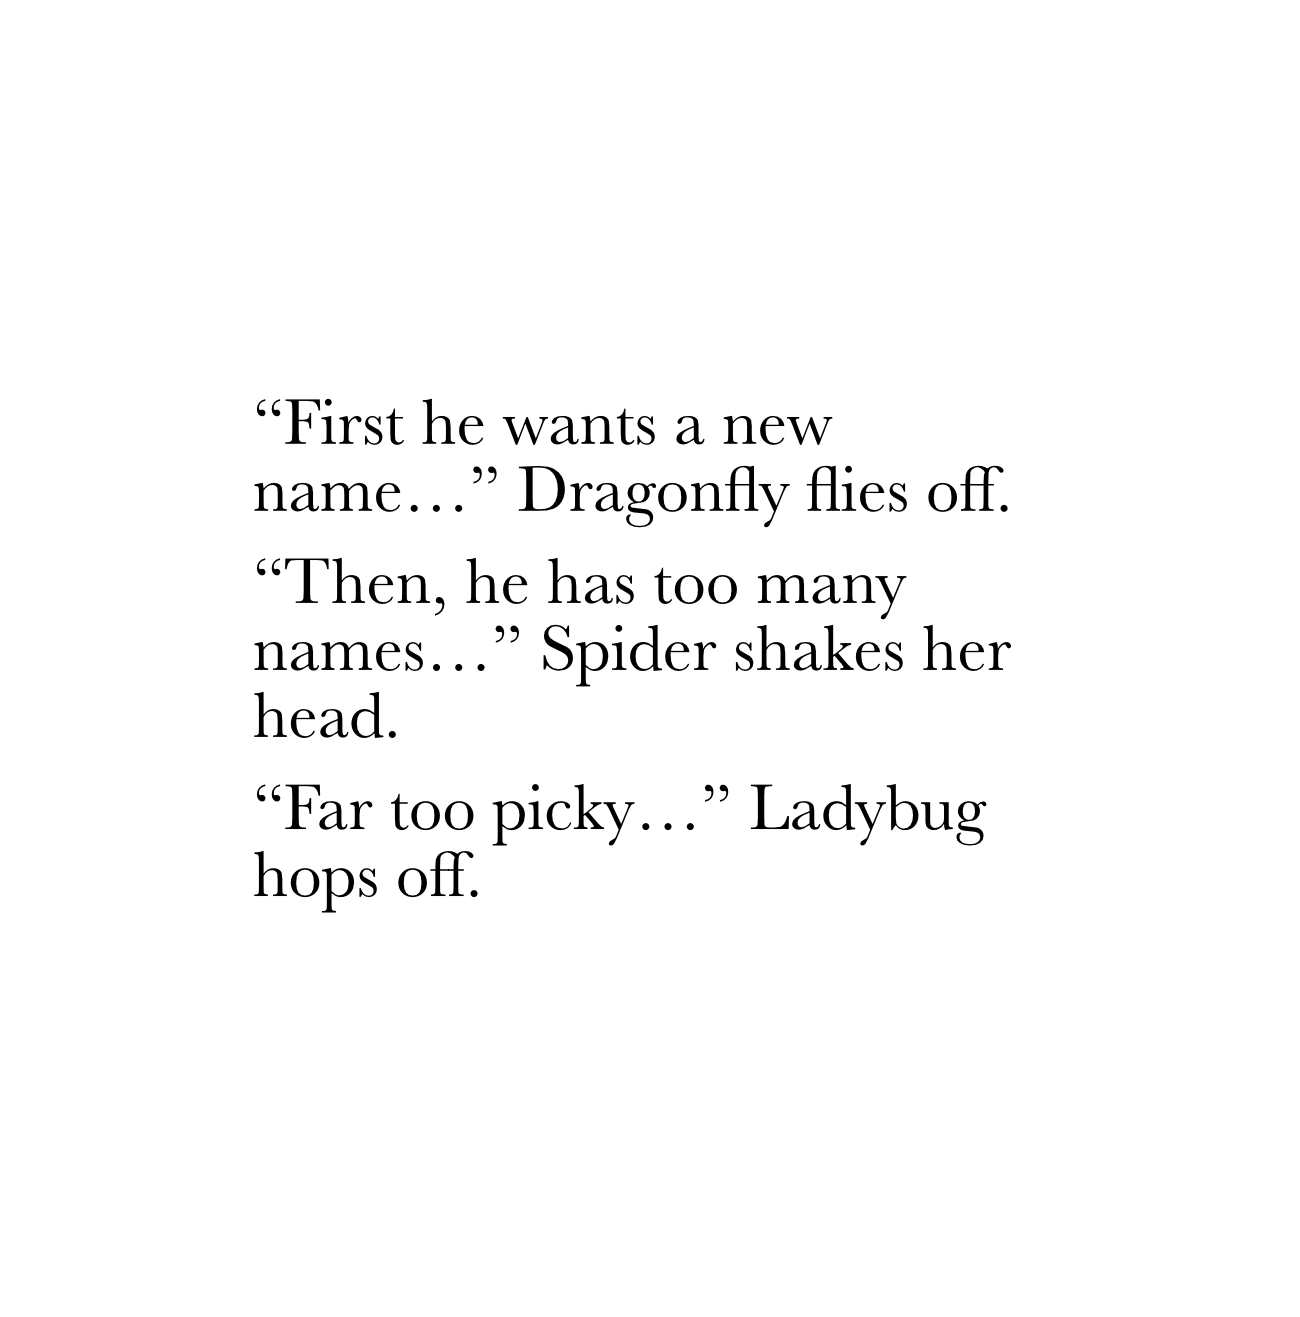 “First he wants a new
name…” Dragonfly flies off.
“Then, he has too many
names…” Spider shakes her
head.
“Far too picky…” Ladybug
hops off.